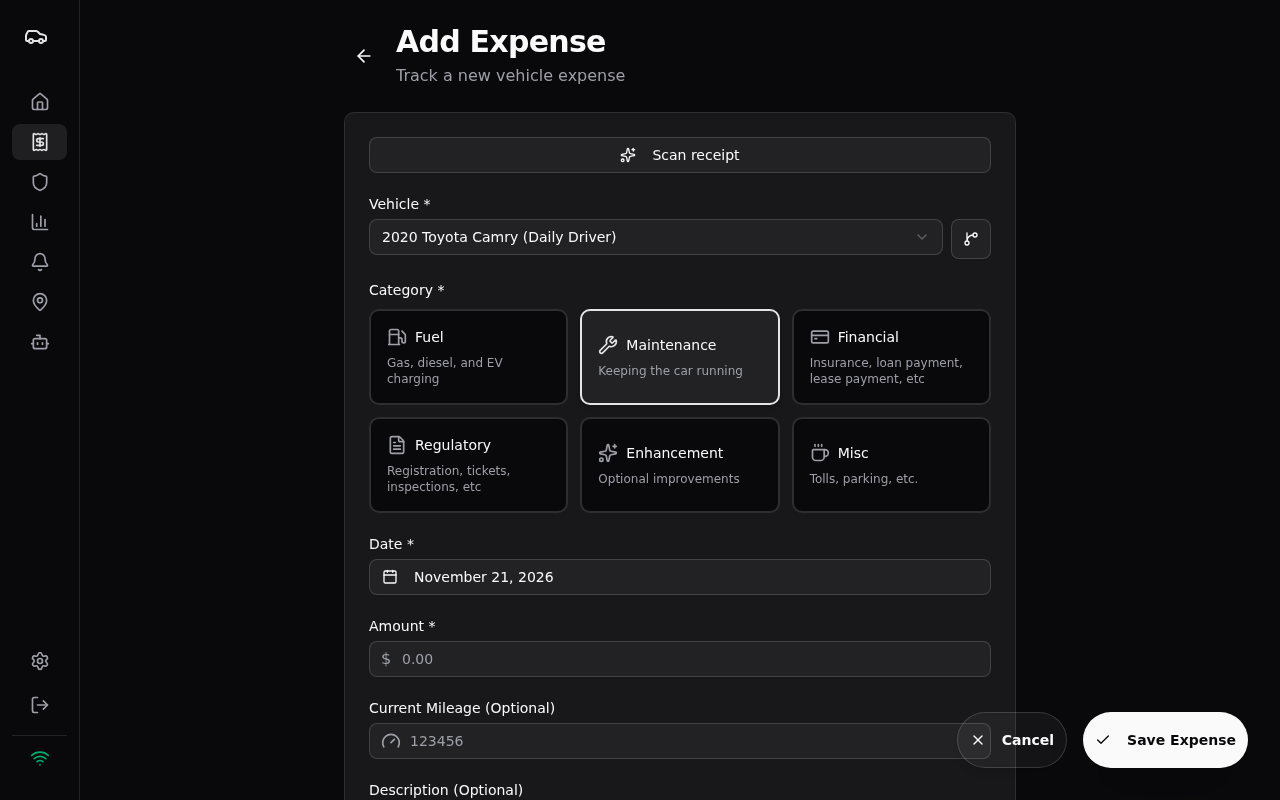 Add Expense
Track a new vehicle expense
Scan receipt
Vehicle *
2020 Toyota Camry (Daily Driver)
Category *
Fuel
Gas, diesel, and EV
charging
Maintenance
Keeping the car running
Financial
Insurance, loan payment,
lease payment, etc
Regulatory
Registration, tickets,
inspections, etc
Enhancement
Optional improvements
Misc
Tolls, parking, etc.
Date *
November 21, 2026
Amount *
$ 0.00
Current Mileage (Optional)
123456
Cancel
Save Expense
Description (Optional)